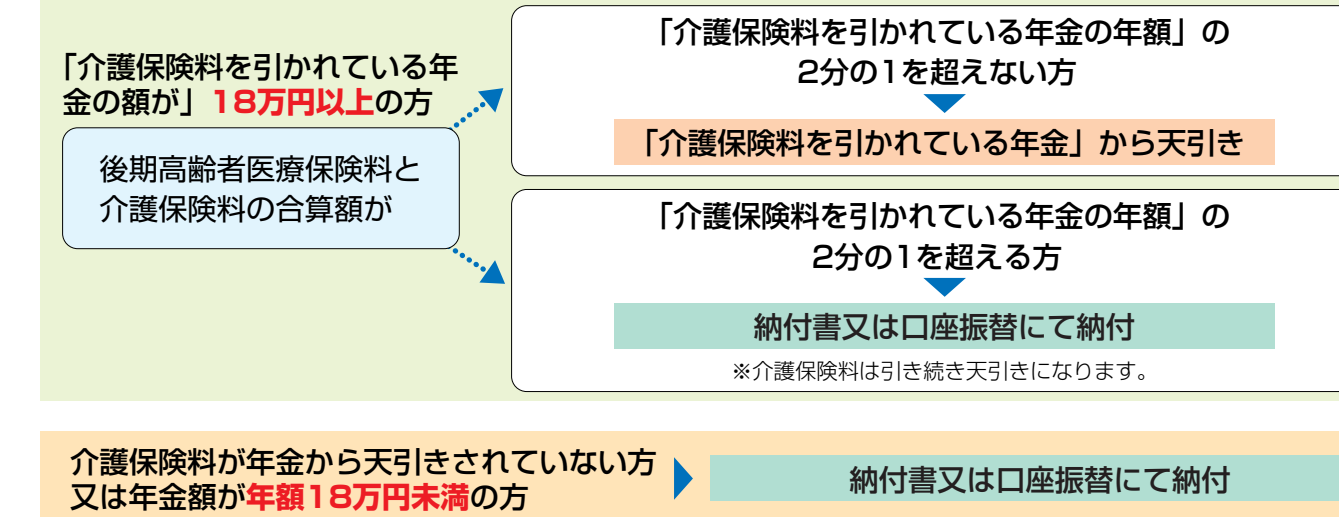 「介護保険料を引かれている年
金の額が」18万円以上の方
後期高齢者医療保険料と
介護保険料の合算額が
「介護保険料を引かれている年金の年額」の
2分の1を超えない方
「介護保険料を引かれている年金」から天引き
「介護保険料を引かれている年金の年額」の
2分の1を超える方
納付書又は口座振替にて納付
※介護保険料は引き続き天引きになります。
介護保険料が年金から天引きされていない方
又は年金額が年額18万円未満の方
納付書又は口座振替にて納付